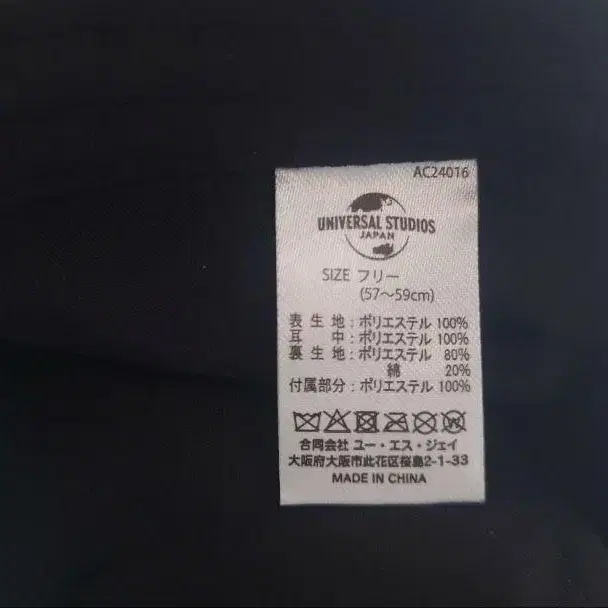 AC24016
UNIVERSAL STUDIOS
JAPAN
SIZE フリー
(57～59cm)
表 生 地：ポリエステル 100%
耳　　中：ポリエステル 100%
裏 生 地：ポリエステル 80%
綿 20%
付属部分：ポリエステル 100%
合同会社 ユー・エス・ジェイ
大阪府大阪市此花区桜島2-1-33
MADE IN CHINA